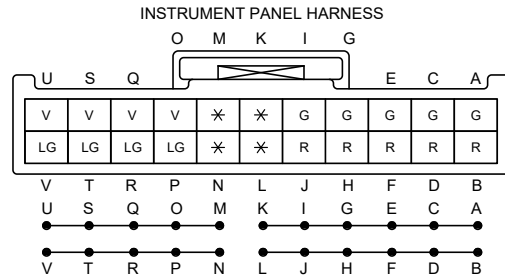 INSTRUMENT PANEL HARNESS
O M K I G
U S Q E C A
V V V V * * G G G G G
LG LG LG LG * * R R R R R
V T R P N L J H F D B
U S Q O M K I G E C A
V T R P N L J H F D B